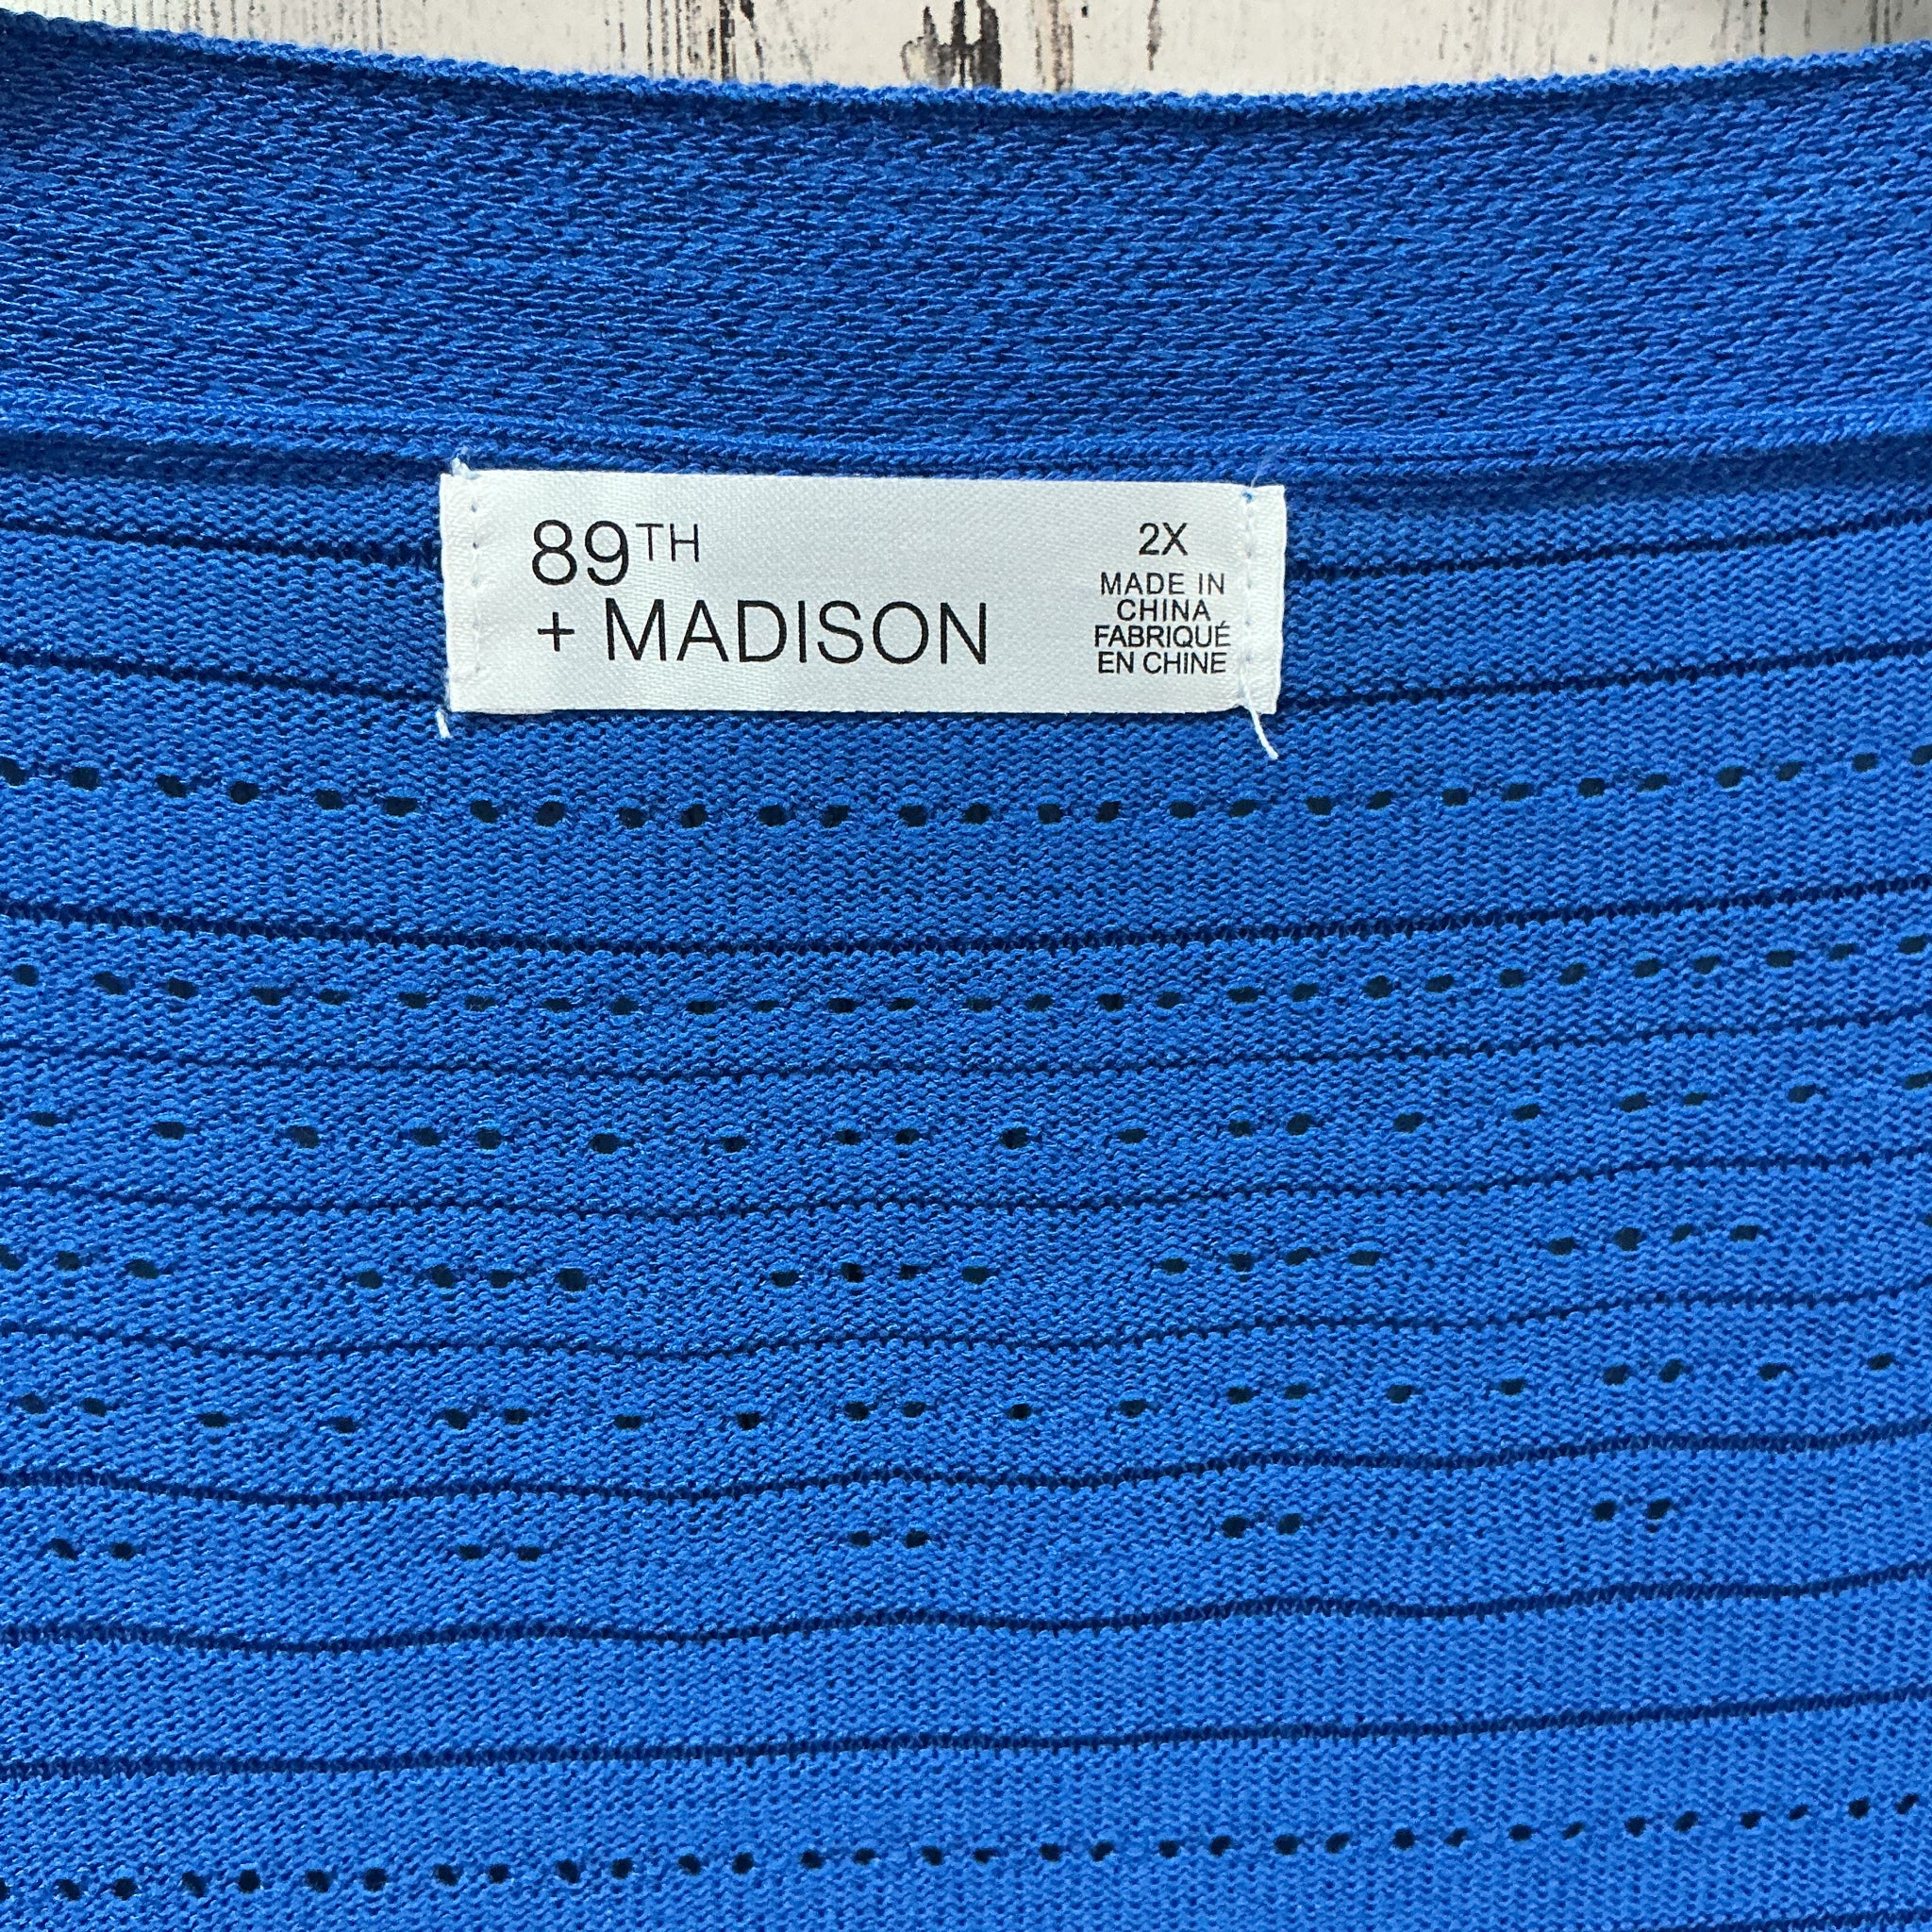 89TH
+ MADISON
2X
MADE IN
CHINA
FABRIQUÉ
EN CHINE